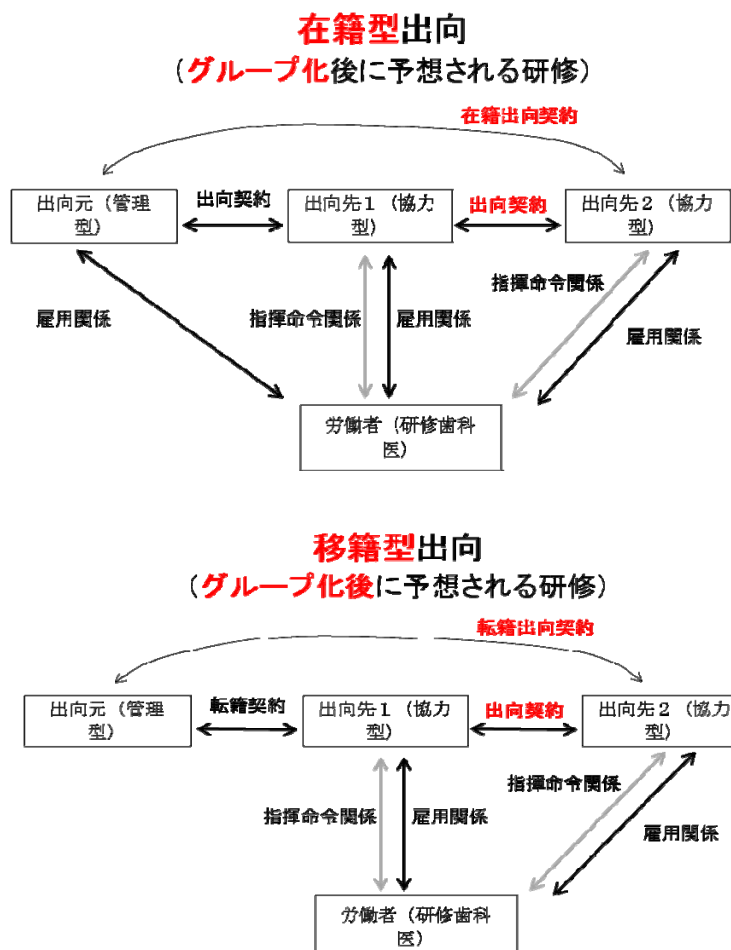 在籍型出向
（グループ化後に予想される研修）
在籍出向契約
出向元（管理
型）
出向契約
出向先１（協力
型）
出向契約
出向先２（協力
型）
雇用関係
指揮命令関係
雇用関係
指揮命令関係
雇用関係
労働者（研修歯科
医）
移籍型出向
（グループ化後に予想される研修）
転籍出向契約
出向元（管理
型）
転籍契約
出向先１（協力
型）
出向契約
出向先２（協力
型）
指揮命令関係
雇用関係
指揮命令関係
雇用関係
労働者（研修歯科
医）